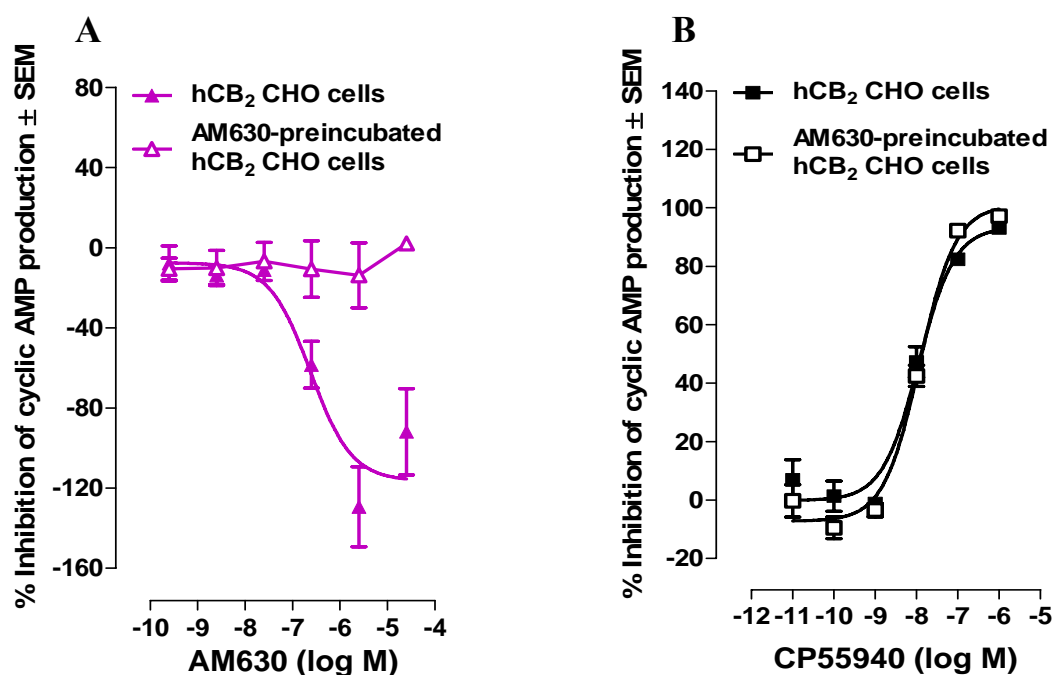 A
% Inhibition of cyclic AMP production ± SEM
80
40
0
-40
-80
-120
-160
hCB₂ CHO cells
AM630-preincubated
hCB₂ CHO cells
-10 -9 -8 -7 -6 -5 -4
AM630 (log M)
B
% Inhibition of cyclic AMP production ± SEM
140
120
100
80
60
40
20
0
-20
hCB₂ CHO cells
AM630-preincubated
hCB₂ CHO cells
-12 -11 -10 -9 -8 -7 -6 -5
CP55940 (log M)